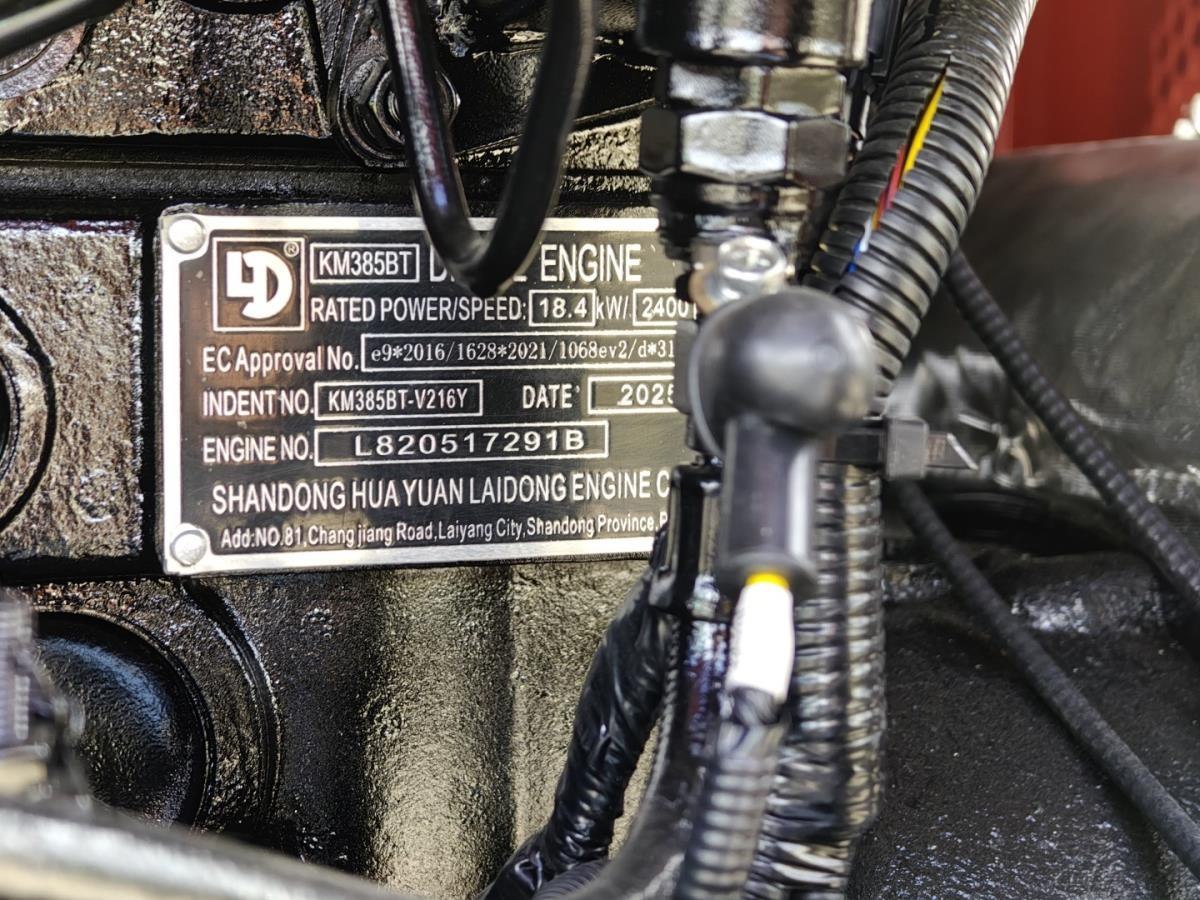 LD® KM385BT D ENGINE
RATED POWER/SPEED: 18.4 kW/ 2400
EC Approval No. e9*2016/1628*2021/1068ev2/d*31
INDENT NO. KM385BT-V216Y DATE 2025
ENGINE NO. L820517291B
SHANDONG HUA YUAN LAIDONG ENGINE C
Add:NO.81,Changjiang Road,Laiyang City,Shandong Province,P